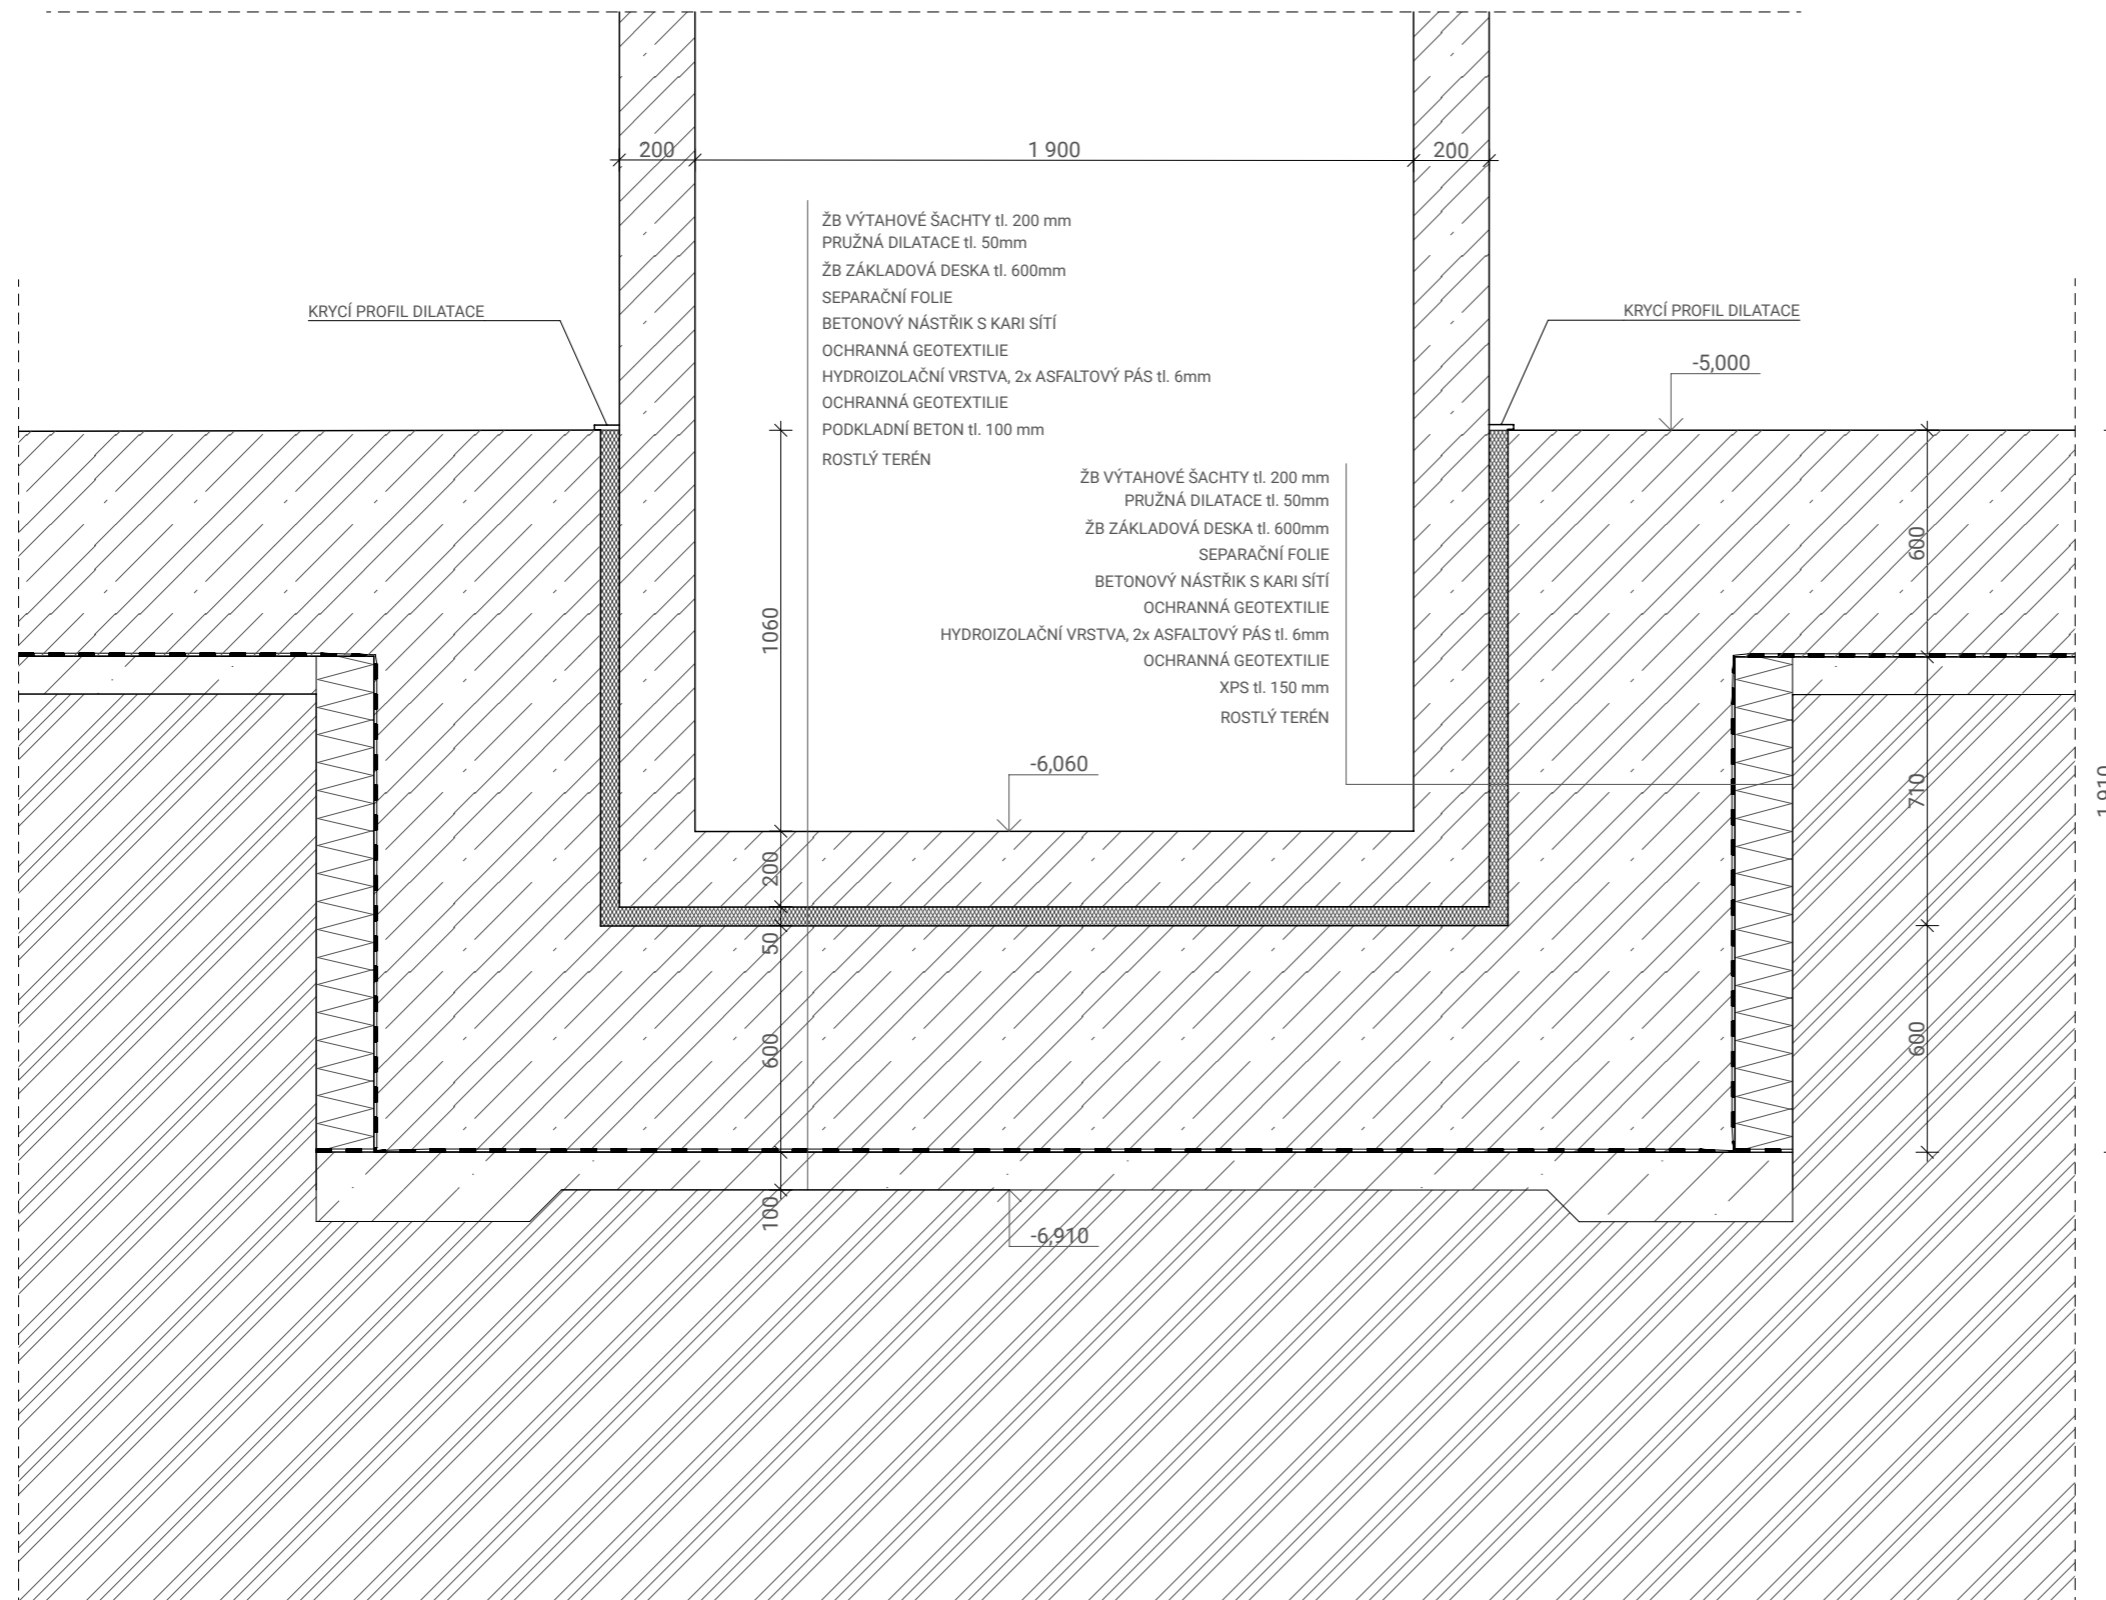 200
1 900
200
ŽB VÝTAHOVÉ ŠACHTY tl. 200 mm
PRUŽNÁ DILATACE tl. 50mm
ŽB ZÁKLADOVÁ DESKA tl. 600mm
SEPARAČNÍ FOLIE
BETONOVÝ NÁSTŘIK S KARI SÍTÍ
OCHRANNÁ GEOTEXTILIE
HYDROIZOLAČNÍ VRSTVA, 2x ASFALTOVÝ PÁS tl. 6mm
OCHRANNÁ GEOTEXTILIE
PODKLADNÍ BETON tl. 100 mm
ROSTLÝ TERÉN
KRYCÍ PROFIL DILATACE
KRYCÍ PROFIL DILATACE
-5,000
ŽB VÝTAHOVÉ ŠACHTY tl. 200 mm
PRUŽNÁ DILATACE tl. 50mm
ŽB ZÁKLADOVÁ DESKA tl. 600mm
SEPARAČNÍ FOLIE
BETONOVÝ NÁSTŘIK S KARI SÍTÍ
OCHRANNÁ GEOTEXTILIE
HYDROIZOLAČNÍ VRSTVA, 2x ASFALTOVÝ PÁS tl. 6mm
OCHRANNÁ GEOTEXTILIE
XPS tl. 150 mm
ROSTLÝ TERÉN
-6,060
1060
200
50
600
100
600
710
600
1 910
-6,910